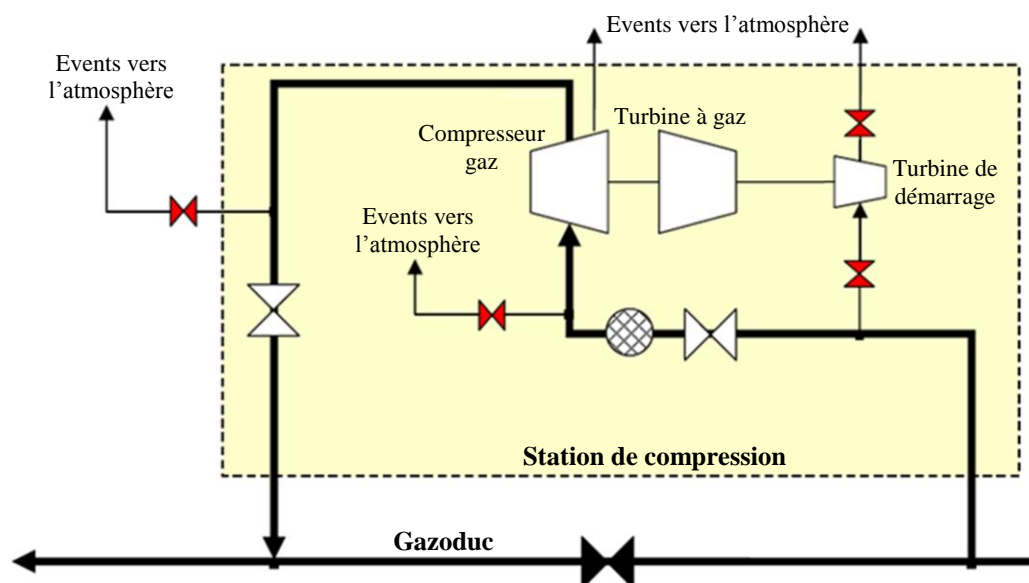 Events vers l’atmosphère
Events vers
l’atmosphère
Compresseur
gaz
Turbine à gaz
Turbine de
démarrage
Events vers
l’atmosphère
Station de compression
Gazoduc